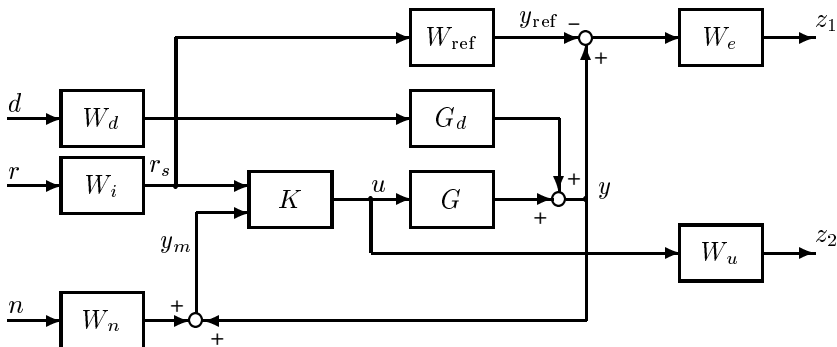 y_ref − z_1
W_ref W_e
+
d W_d G_d
r W_i r_s + y
K u G
+
y_m z_2
W_u
n W_n +
+